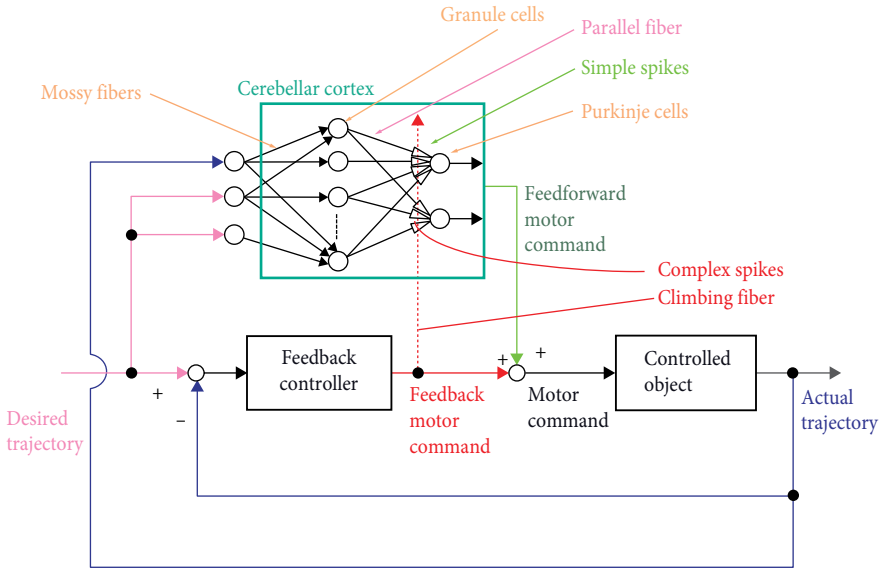 Granule cells
Parallel fiber
Simple spikes
Cerebellar cortex
Mossy fibers
Purkinje cells
Feedforward
motor
command
Complex spikes
Climbing fiber
Feedback
controller
Controlled
object
+
+
+
−
Desired
trajectory
Feedback
motor
command
Motor
command
Actual
trajectory